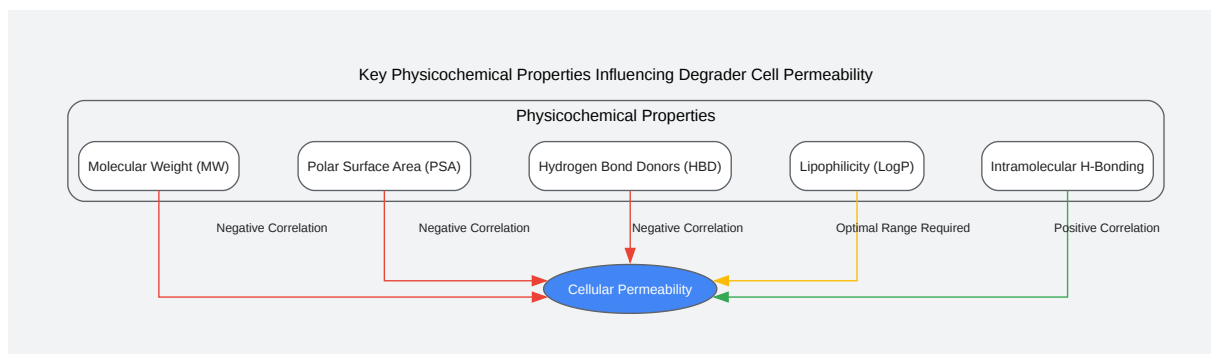 Key Physicochemical Properties Influencing Degrader Cell Permeability
Physicochemical Properties
Molecular Weight (MW)
Polar Surface Area (PSA)
Hydrogen Bond Donors (HBD)
Lipophilicity (LogP)
Intramolecular H-Bonding
Negative Correlation
Negative Correlation
Negative Correlation
Optimal Range Required
Positive Correlation
Cellular Permeability